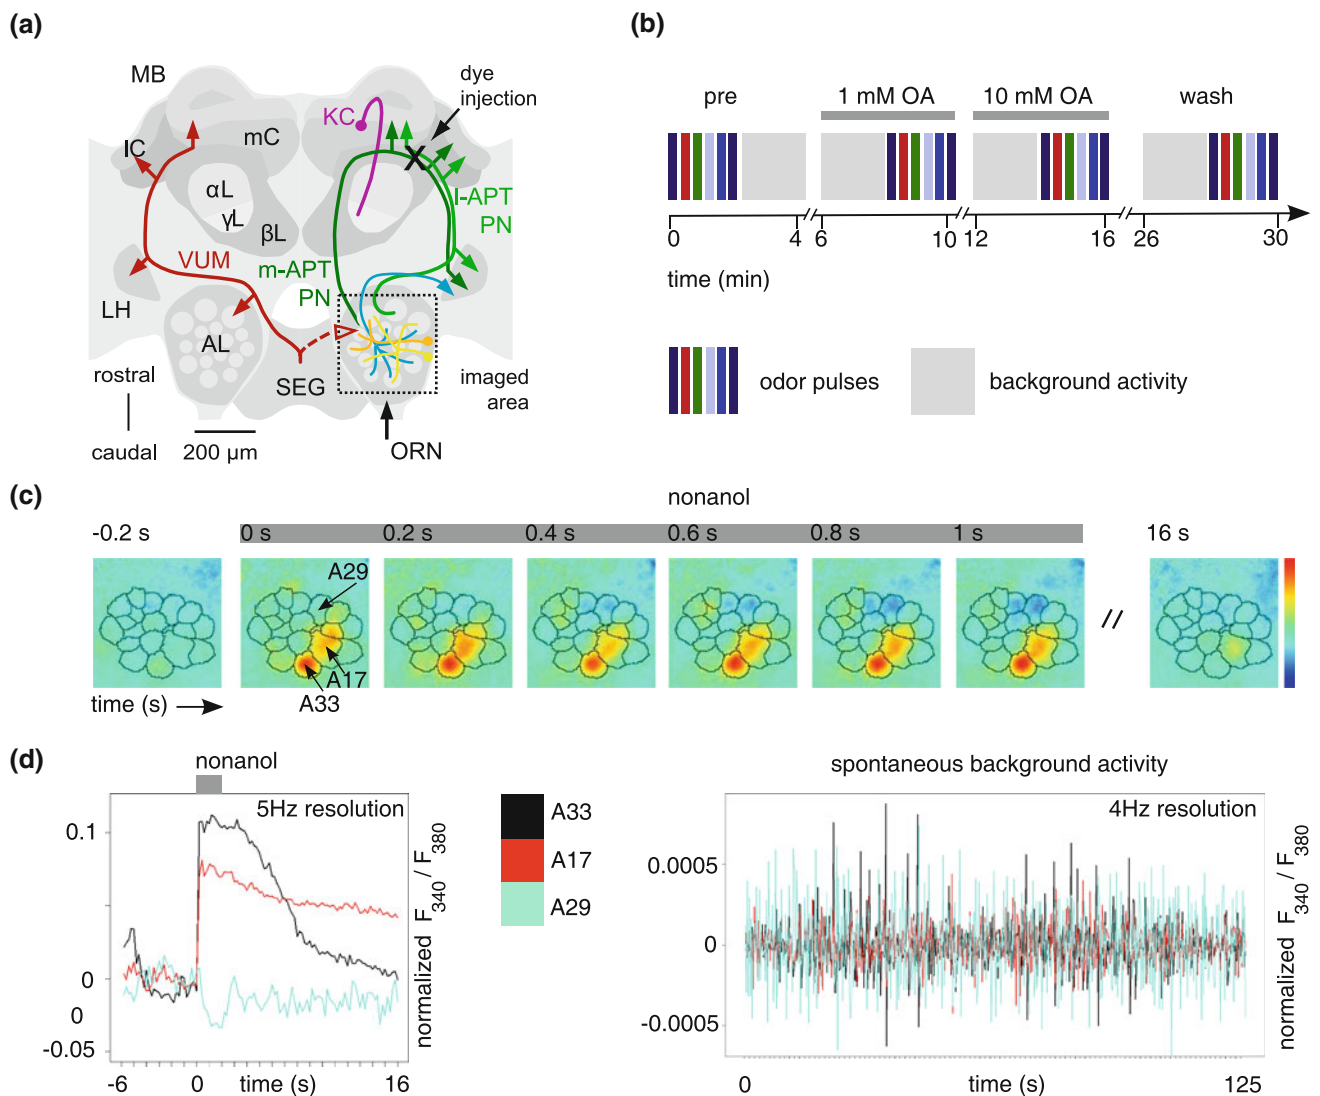 (a)
MB
dye
injection
KC
IC
mC
αL
γL
βL
l-APT
PN
VUM
m-APT
PN
LH
AL
SEG
rostral
caudal
200 µm
imaged
area
ORN
(b)
pre
1 mM OA
10 mM OA
wash
0
4
6
10
12
16
26
30
time (min)
odor pulses
background activity
(c)
nonanol
-0.2 s
0 s
0.2 s
0.4 s
0.6 s
0.8 s
1 s
16 s
A29
A17
A33
//
time (s)
(d)
nonanol
5Hz resolution
0.1
0
0
-0.05
-6
0
time (s)
16
normalized F340 / F380
A33
A17
A29
spontaneous background activity
4Hz resolution
0.0005
0
-0.0005
0
time (s)
125
normalized F340 / F380